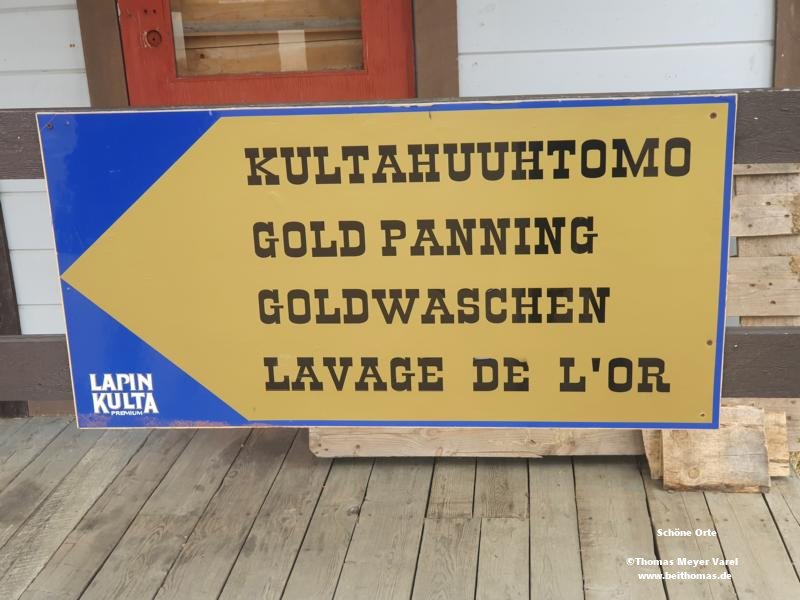 KULTAHUUHTOMO
GOLD PANNING
GOLDWASCHEN
LAVAGE DE L'OR
LAPIN
KULTA
PREMIUM
Schöne Orte
©Thomas Meyer Varel
www.beithomas.de